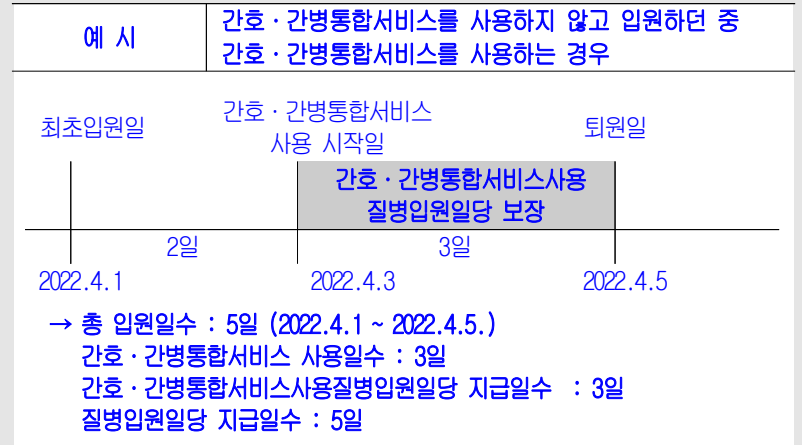 예 시
간호ㆍ간병통합서비스를 사용하지 않고 입원하던 중
간호ㆍ간병통합서비스를 사용하는 경우
최초입원일
간호ㆍ간병통합서비스
사용 시작일
퇴원일
간호ㆍ간병통합서비스사용
질병입원일당 보장
2일
3일
2022.4.1
2022.4.3
2022.4.5
→ 총 입원일수 : 5일 (2022.4.1 ~ 2022.4.5.)
간호ㆍ간병통합서비스 사용일수 : 3일
간호ㆍ간병통합서비스사용질병입원일당 지급일수 : 3일
질병입원일당 지급일수 : 5일